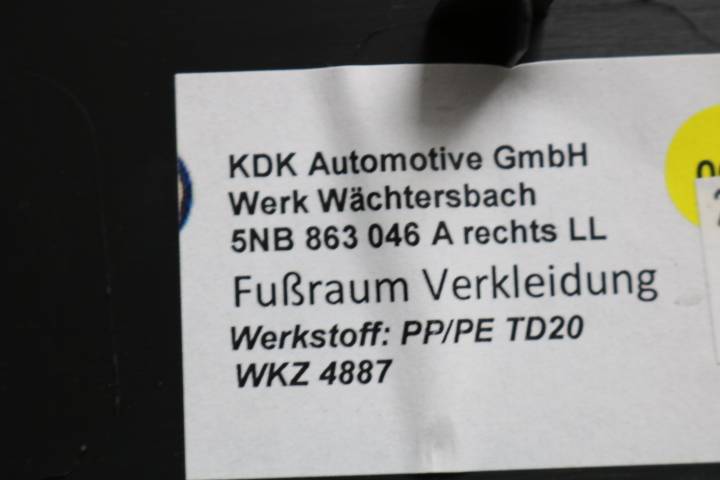 KDK Automotive GmbH
Werk Wächtersbach
5NB 863 046 A rechts LL
Fußraum Verkleidung
Werkstoff: PP/PE TD20
WKZ 4887